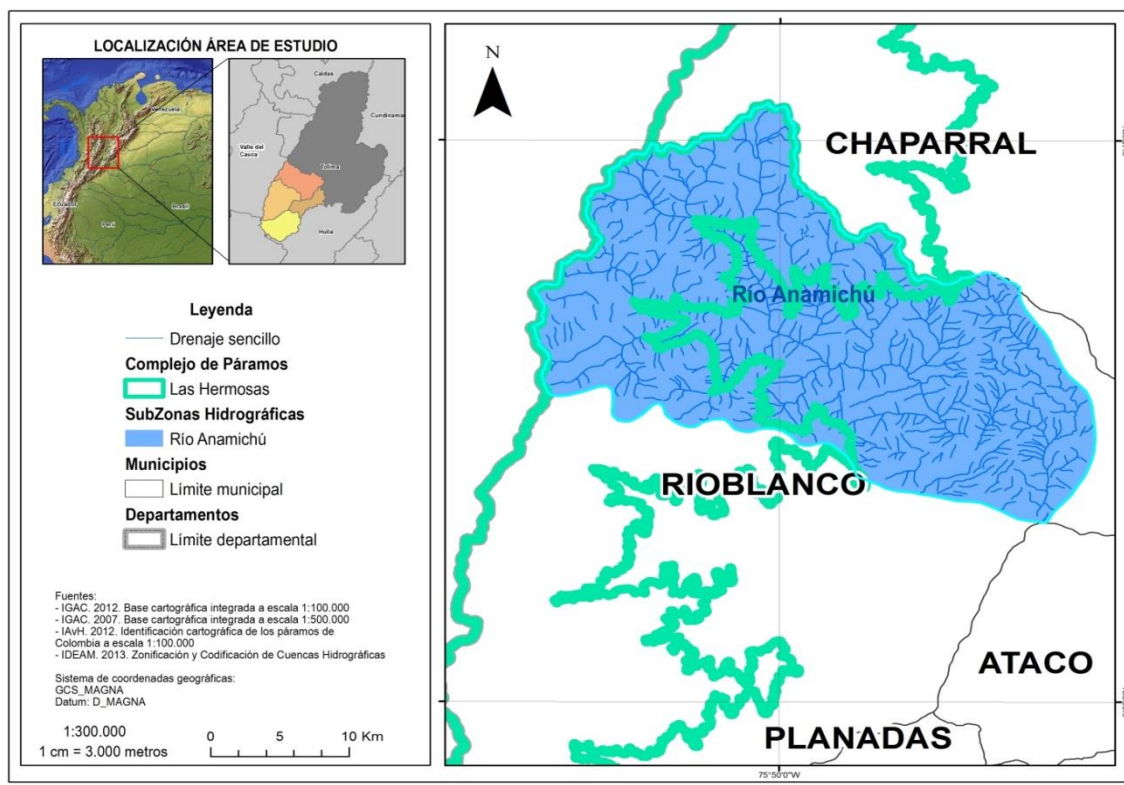 LOCALIZACIÓN ÁREA DE ESTUDIO
Venezuela
Ecuador
Perú
Brasil
Caldas
Cundinamar
Valle del
Cauca
Tolima
Huila
Leyenda
Drenaje sencillo
Complejo de Páramos
Las Hermosas
SubZonas Hidrográficas
Río Anamichú
Municipios
Límite municipal
Departamentos
Límite departamental
Fuentes:
- IGAC. 2012. Base cartográfica integrada a escala 1:100.000
- IGAC. 2007. Base cartográfica integrada a escala 1:500.000
- IAvH. 2012. Identificación cartográfica de los páramos de
Colombia a escala 1:100.000
- IDEAM. 2013. Zonificación y Codificación de Cuencas Hidrográficas
Sistema de coordenadas geográficas:
GCS_MAGNA
Datum: D_MAGNA
1:300.000
1 cm = 3.000 metros
0 5 10 Km
N
CHAPARRAL
Río Anamichú
RIOBLANCO
ATACO
PLANADAS
75°50'0"W